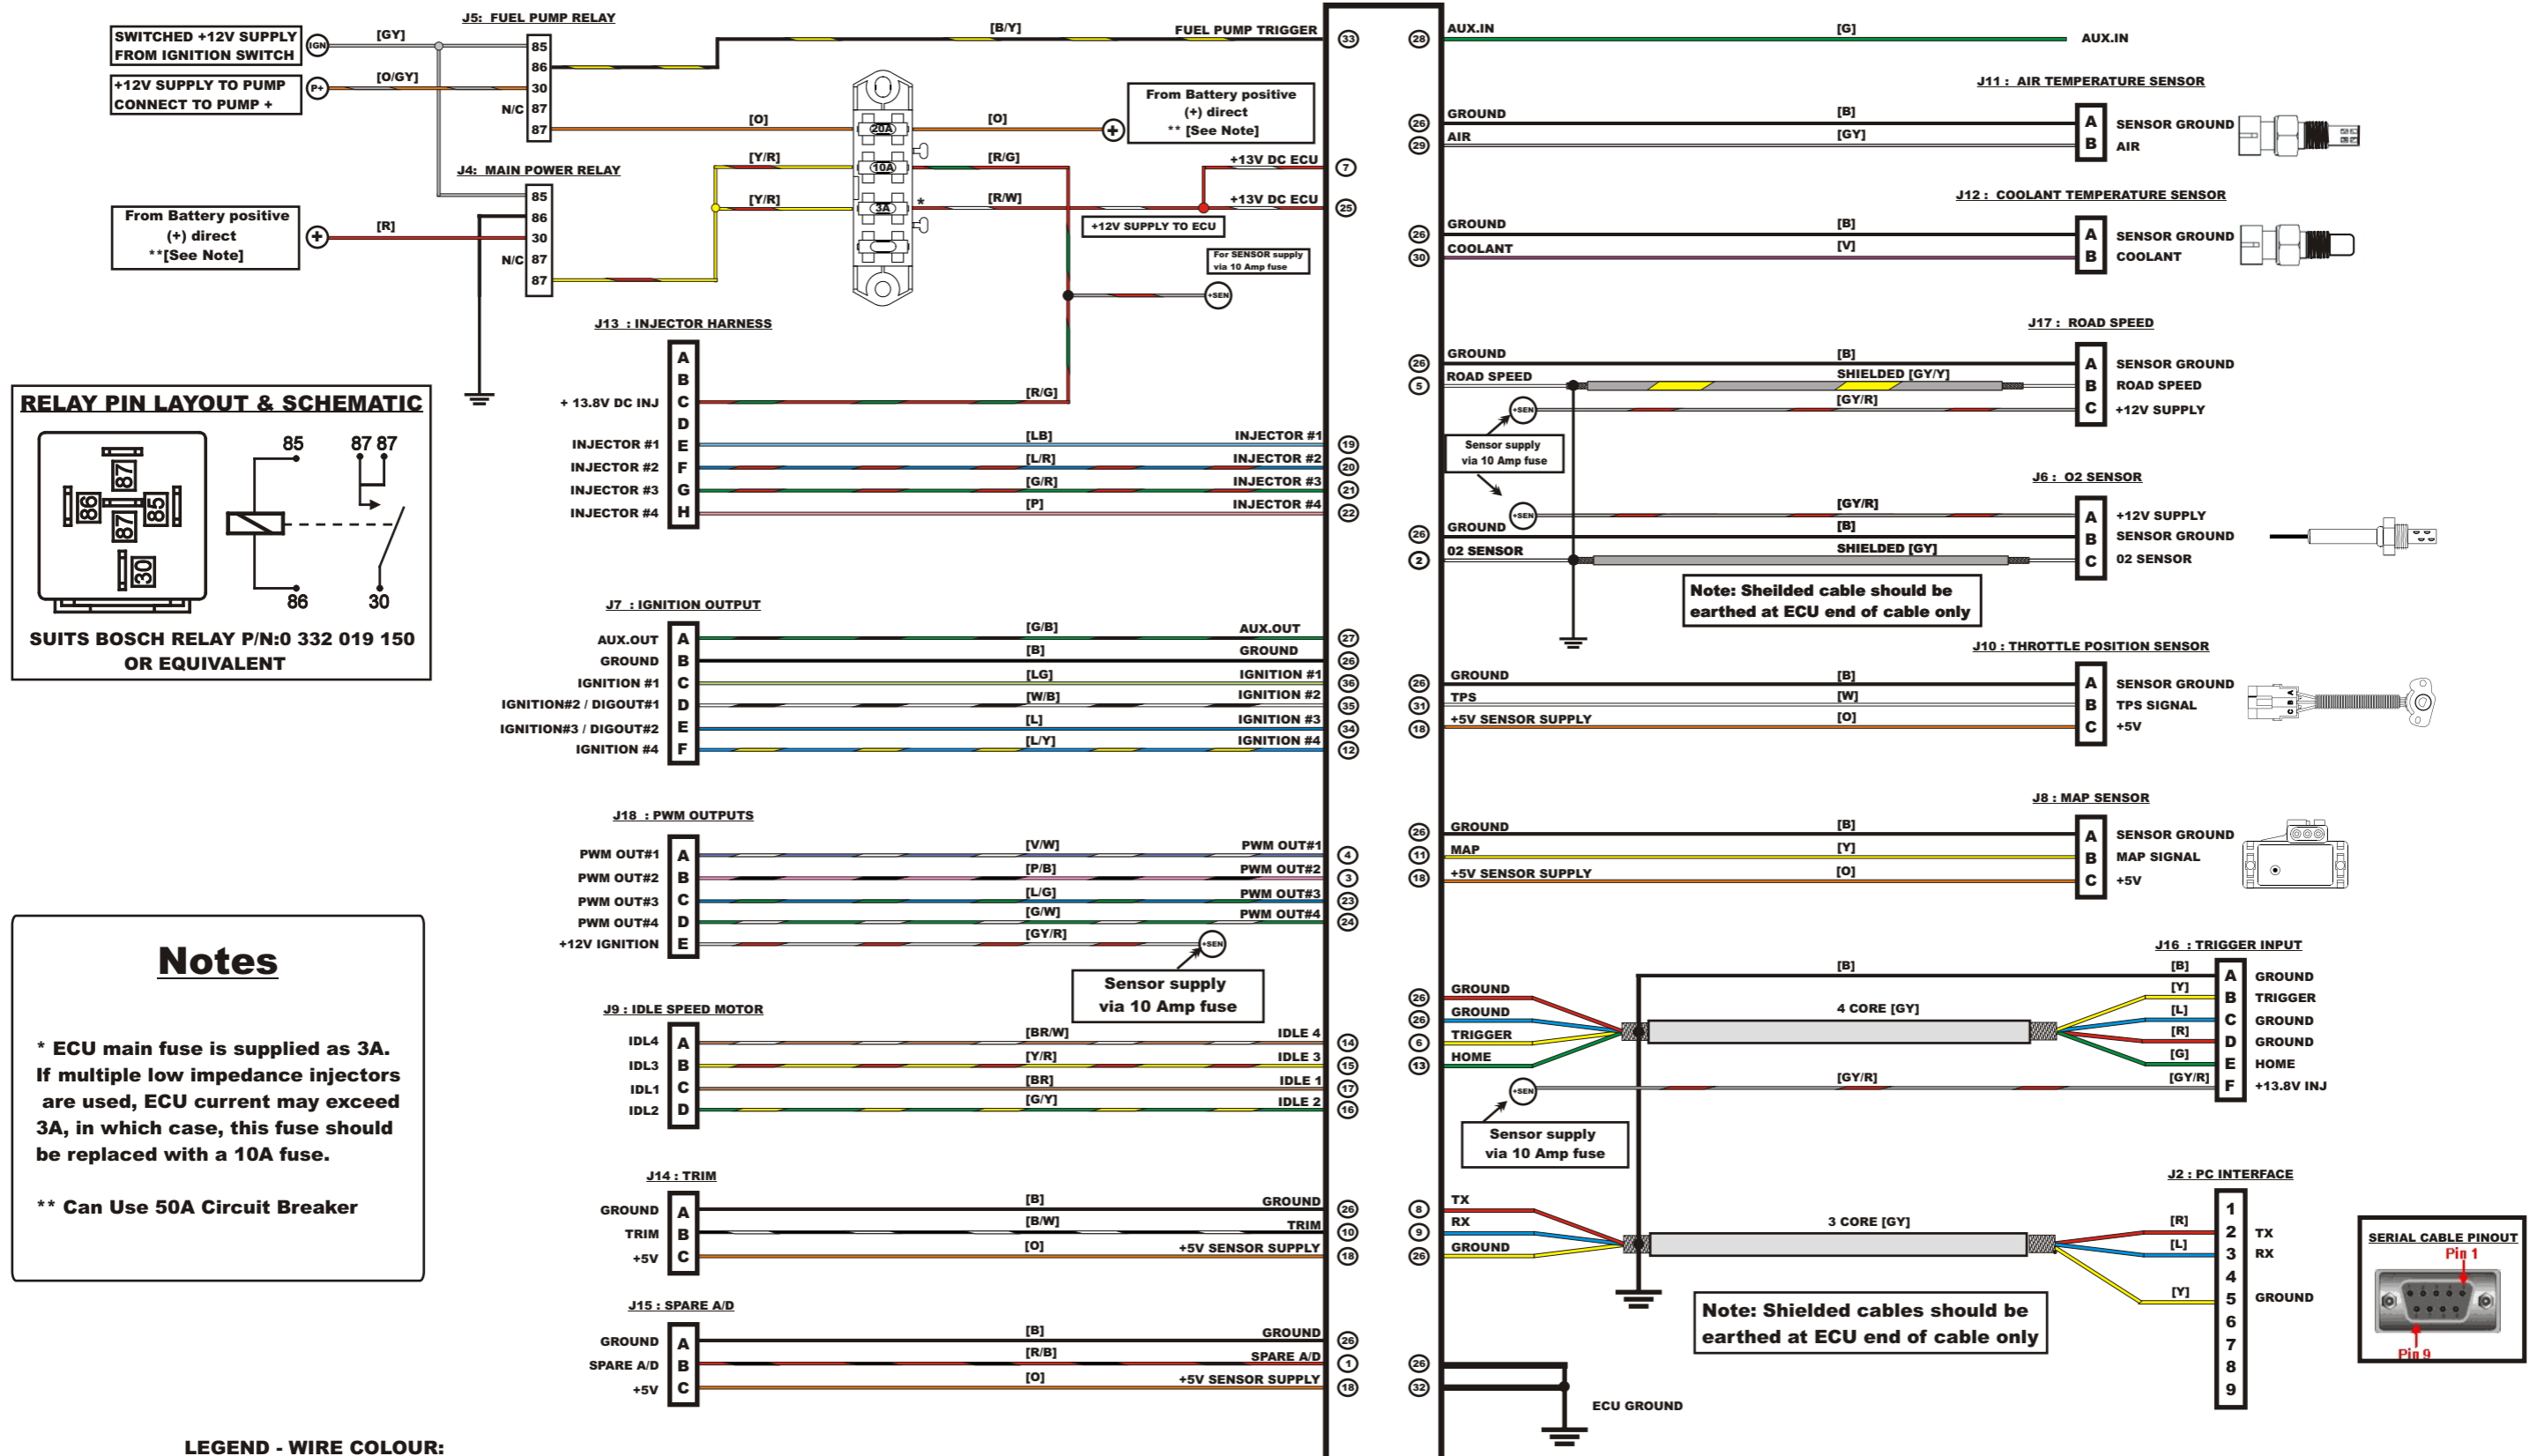 J5: FUEL PUMP RELAY
SWITCHED +12V SUPPLY
FROM IGNITION SWITCH
IGN
[GY]
+12V SUPPLY TO PUMP
CONNECT TO PUMP +
P+
[O/GY]
85
86
30
N/C 87
87
[B/Y]
FUEL PUMP TRIGGER
33
[O]
20A
[O]
From Battery positive
(+) direct
** [See Note]
+
J4: MAIN POWER RELAY
85
86
30
N/C 87
87
From Battery positive
(+) direct
**[See Note]
+
[R]
[Y/R]
10A
[R/G]
+13V DC ECU
7
[Y/R]
3A
*
[R/W]
+13V DC ECU
25
+12V SUPPLY TO ECU
For SENSOR supply
via 10 Amp fuse
+SEN
J13 : INJECTOR HARNESS
A
B
+ 13.8V DC INJ C [R/G]
D
INJECTOR #1 E [LB] INJECTOR #1 19
INJECTOR #2 F [L/R] INJECTOR #2 20
INJECTOR #3 G [G/R] INJECTOR #3 21
INJECTOR #4 H [P] INJECTOR #4 22
RELAY PIN LAYOUT & SCHEMATIC
87
86
85
87
30
85
87 87
86
30
SUITS BOSCH RELAY P/N:0 332 019 150
OR EQUIVALENT
J7 : IGNITION OUTPUT
AUX.OUT A [G/B] AUX.OUT 27
GROUND B [B] GROUND 26
IGNITION #1 C [LG] IGNITION #1 36
IGNITION#2 / DIGOUT#1 D [W/B] IGNITION #2 35
IGNITION#3 / DIGOUT#2 E [L] IGNITION #3 34
IGNITION #4 F [L/Y] IGNITION #4 12
J18 : PWM OUTPUTS
PWM OUT#1 A [V/W] PWM OUT#1 4
PWM OUT#2 B [P/B] PWM OUT#2 3
PWM OUT#3 C [L/G] PWM OUT#3 23
PWM OUT#4 D [G/W] PWM OUT#4 24
+12V IGNITION E [GY/R] +SEN
Sensor supply
via 10 Amp fuse
Notes
* ECU main fuse is supplied as 3A.
If multiple low impedance injectors
are used, ECU current may exceed
3A, in which case, this fuse should
be replaced with a 10A fuse.
** Can Use 50A Circuit Breaker
J9 : IDLE SPEED MOTOR
IDL4 A [BR/W] IDLE 4 14
IDL3 B [Y/R] IDLE 3 15
IDL1 C [BR] IDLE 1 17
IDL2 D [G/Y] IDLE 2 16
J14 : TRIM
GROUND A [B] GROUND 26
TRIM B [B/W] TRIM 10
+5V C [O] +5V SENSOR SUPPLY 18
J15 : SPARE A/D
GROUND A [B] GROUND 26
SPARE A/D B [R/B] SPARE A/D 1
+5V C [O] +5V SENSOR SUPPLY 18
LEGEND - WIRE COLOUR:
28 AUX.IN [G] AUX.IN
J11 : AIR TEMPERATURE SENSOR
26 GROUND [B] A SENSOR GROUND
29 AIR [GY] B AIR
J12 : COOLANT TEMPERATURE SENSOR
26 GROUND [B] A SENSOR GROUND
30 COOLANT [V] B COOLANT
J17 : ROAD SPEED
26 GROUND [B] A SENSOR GROUND
5 ROAD SPEED SHIELDED [GY/Y] B ROAD SPEED
+SEN [GY/R] C +12V SUPPLY
Sensor supply
via 10 Amp fuse
J6 : O2 SENSOR
+SEN [GY/R] A +12V SUPPLY
26 GROUND [B] B SENSOR GROUND
2 02 SENSOR SHIELDED [GY] C 02 SENSOR
Note: Sheilded cable should be
earthed at ECU end of cable only
J10 : THROTTLE POSITION SENSOR
26 GROUND [B] A SENSOR GROUND
31 TPS [W] B TPS SIGNAL
18 +5V SENSOR SUPPLY [O] C +5V
C B A
J8 : MAP SENSOR
26 GROUND [B] A SENSOR GROUND
11 MAP [Y] B MAP SIGNAL
18 +5V SENSOR SUPPLY [O] C +5V
J16 : TRIGGER INPUT
[B] [B] A GROUND
26 GROUND [Y] B TRIGGER
26 GROUND 4 CORE [GY] [L] C GROUND
6 TRIGGER [R] D GROUND
13 HOME [G] E HOME
+SEN [GY/R] [GY/R] F +13.8V INJ
Sensor supply
via 10 Amp fuse
J2 : PC INTERFACE
1
8 TX [R] 2 TX
9 RX 3 CORE [GY] [L] 3 RX
4
26 GROUND [Y] 5 GROUND
6
7
8
9
Note: Shielded cables should be
earthed at ECU end of cable only
SERIAL CABLE PINOUT
Pin 1
Pin 9
26
32
ECU GROUND